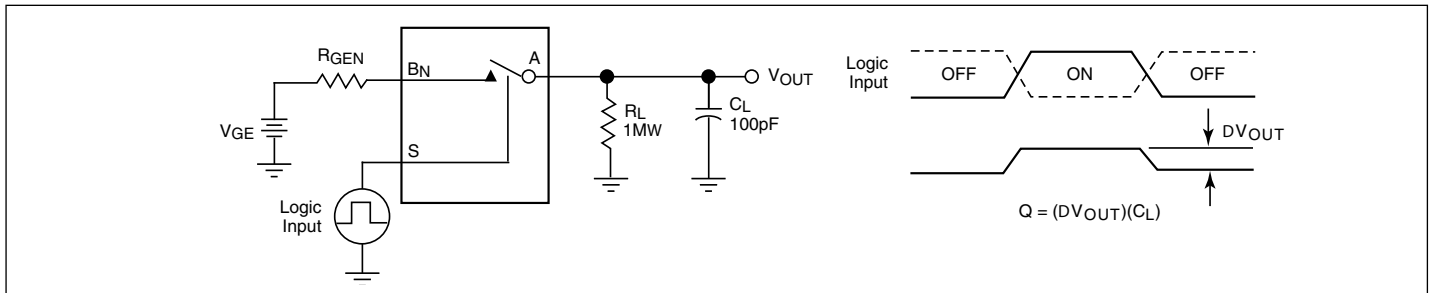 RGEN
BN
A
VOUT
RL
1MW
CL
100pF
VGE
S
Logic
Input
Logic
Input
OFF
ON
OFF
DVOUT
Q = (DVOUT)(CL)